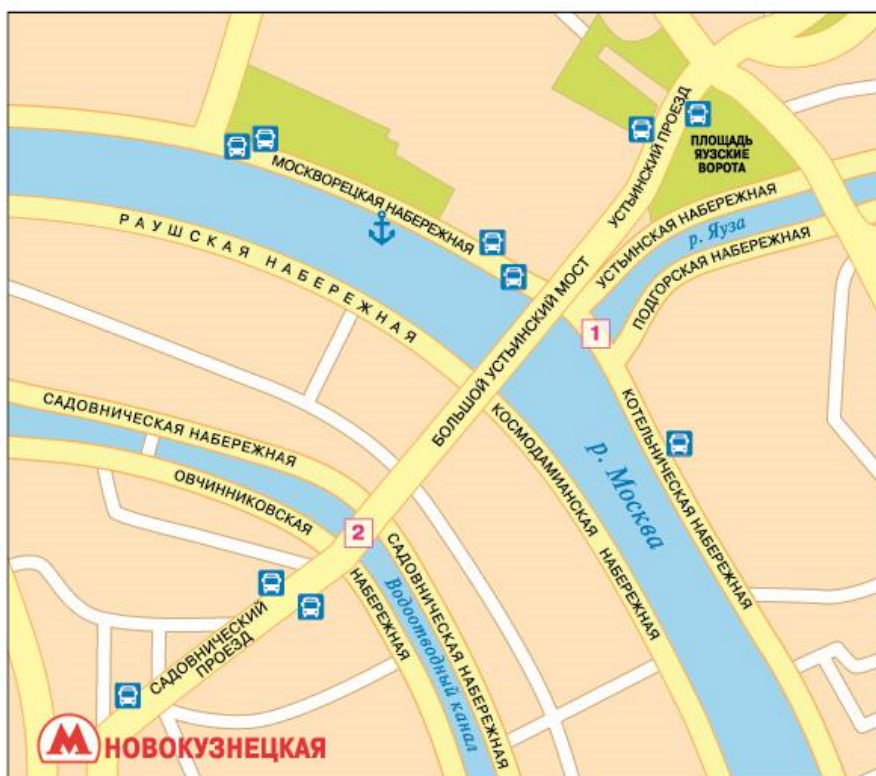 УСТЬИНСКИЙ ПРОЕЗД
ПЛОЩАДЬ
ЯУЗСКИЕ
ВОРОТА
МОСКВОРЕЦКАЯ НАБЕРЕЖНАЯ
УСТЬИНСКАЯ НАБЕРЕЖНАЯ
р. Яуза
ПОДГОРСКАЯ НАБЕРЕЖНАЯ
РАУШСКАЯ НАБЕРЕЖНАЯ
1
БОЛЬШОЙ УСТЬИНСКИЙ МОСТ
САДОВНИЧЕСКАЯ НАБЕРЕЖНАЯ
КОТЕЛЬНИЧЕСКАЯ НАБЕРЕЖНАЯ
КОСМОДАМИАНСКАЯ НАБЕРЕЖНАЯ
р. Москва
ОВЧИННИКОВСКАЯ НАБЕРЕЖНАЯ
2
САДОВНИЧЕСКАЯ НАБЕРЕЖНАЯ
Водоотводный канал
САДОВНИЧЕСКИЙ
ПРОЕЗД
М НОВОКУЗНЕЦКАЯ